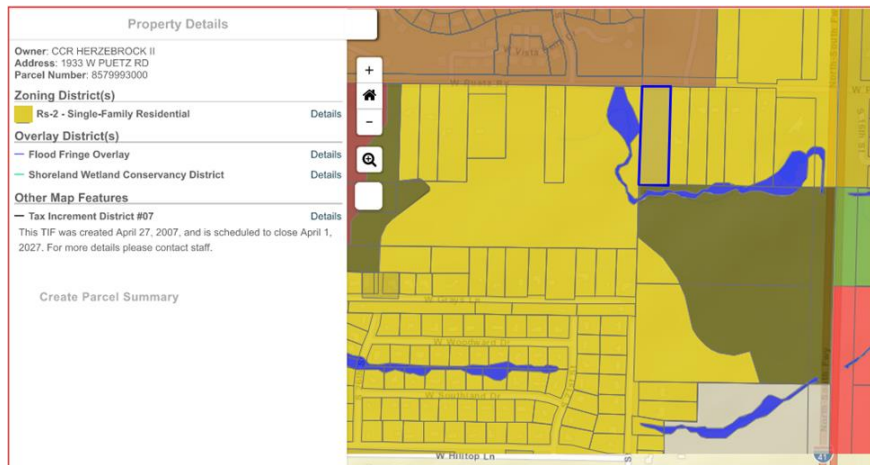 Property Details
Owner: CCR HERZEBROCK II
Address: 1933 W PUETZ RD
Parcel Number: 8579993000
Zoning District(s)
Rs-2 - Single-Family Residential Details
Overlay District(s)
Flood Fringe Overlay Details
Shoreland Wetland Conservancy District Details
Other Map Features
Tax Increment District #07 Details
This TIF was created April 27, 2007, and is scheduled to close April 1,
2027. For more details please contact staff.
Create Parcel Summary
+
−
W Puetz Rd
W Woodward Dr
W Southland Dr
W Hilltop Ln
41